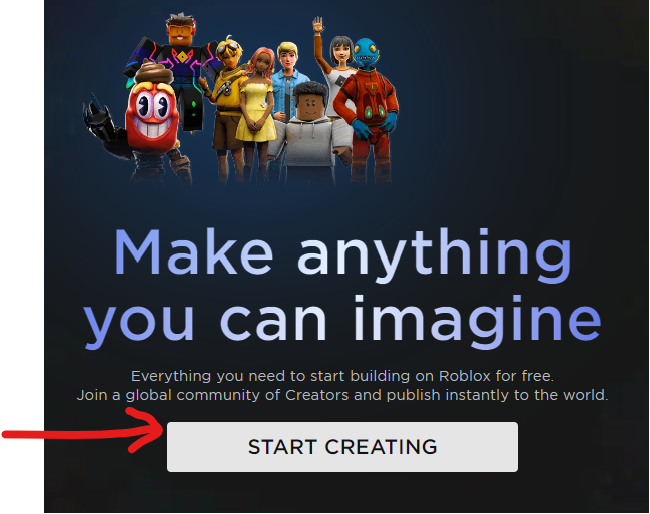 Make anything
you can imagine
Everything you need to start building on Roblox for free.
Join a global community of Creators and publish instantly to the world.
START CREATING